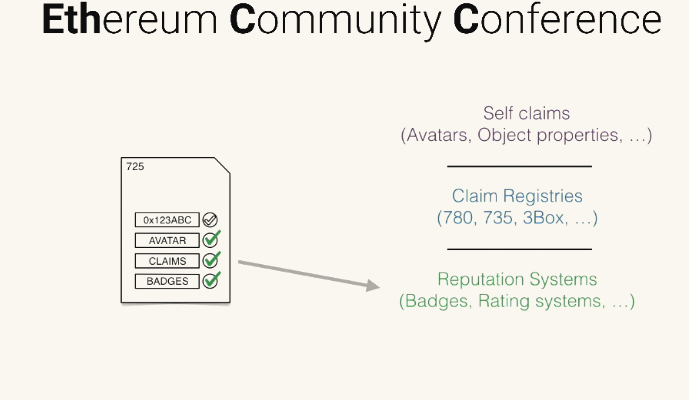 Ethereum Community Conference
Self claims
(Avatars, Object properties, …)
725
Claim Registries
(780, 735, 3Box, …)
0x123ABC
AVATAR
CLAIMS
BADGES
Reputation Systems
(Badges, Rating systems, …)